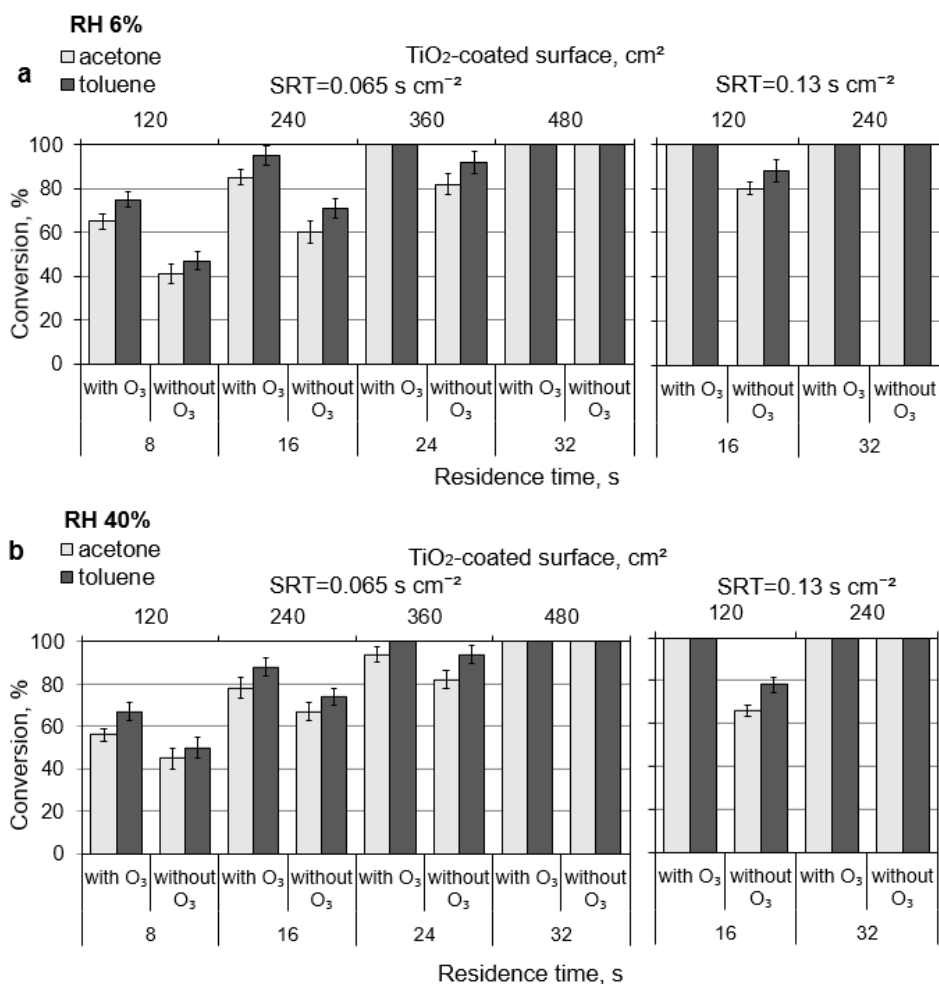 RH 6%
acetone
toluene
a
TiO₂-coated surface, cm²
SRT=0.065 s cm⁻² SRT=0.13 s cm⁻²
120 240 360 480 120 240
100
80
60
40
20
0
Conversion, %
with O₃ without O₃ with O₃ without O₃ with O₃ without O₃ with O₃ without O₃ with O₃ without O₃ with O₃ without O₃
8 16 24 32 16 32
Residence time, s
RH 40%
acetone
toluene
b
TiO₂-coated surface, cm²
SRT=0.065 s cm⁻² SRT=0.13 s cm⁻²
120 240 360 480 120 240
100
80
60
40
20
0
Conversion, %
with O₃ without O₃ with O₃ without O₃ with O₃ without O₃ with O₃ without O₃ with O₃ without O₃ with O₃ without O₃
8 16 24 32 16 32
Residence time, s